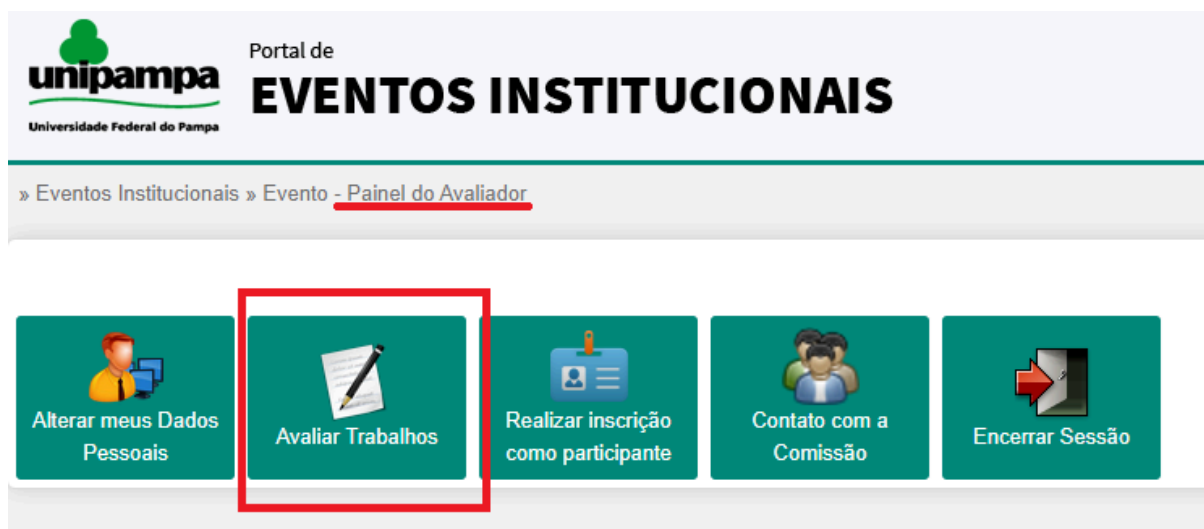 unipampa
Universidade Federal do Pampa
Portal de
EVENTOS INSTITUCIONAIS
» Eventos Institucionais » Evento - Painel do Avaliador
Alterar meus Dados
Pessoais
Avaliar Trabalhos
Realizar inscrição
como participante
Contato com a
Comissão
Encerrar Sessão